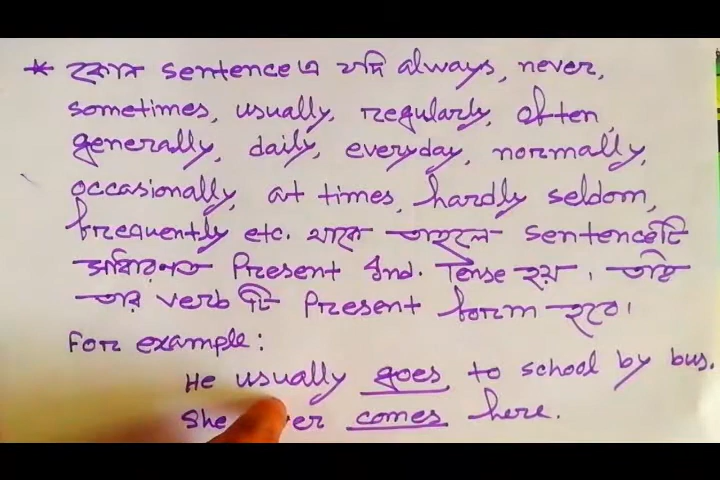 * কোন sentence এ যদি always, never,
sometimes, usually, regularly, often,
generally, daily, everyday, normally,
occasionally, at times, hardly seldom,
frequently etc. থাকে তাহলে sentenceটি
সাধারণত Present Ind. Tense হয়। তাই
তার verb টি Present form হবে।
For example:
He usually goes to school by bus.
She comes here.